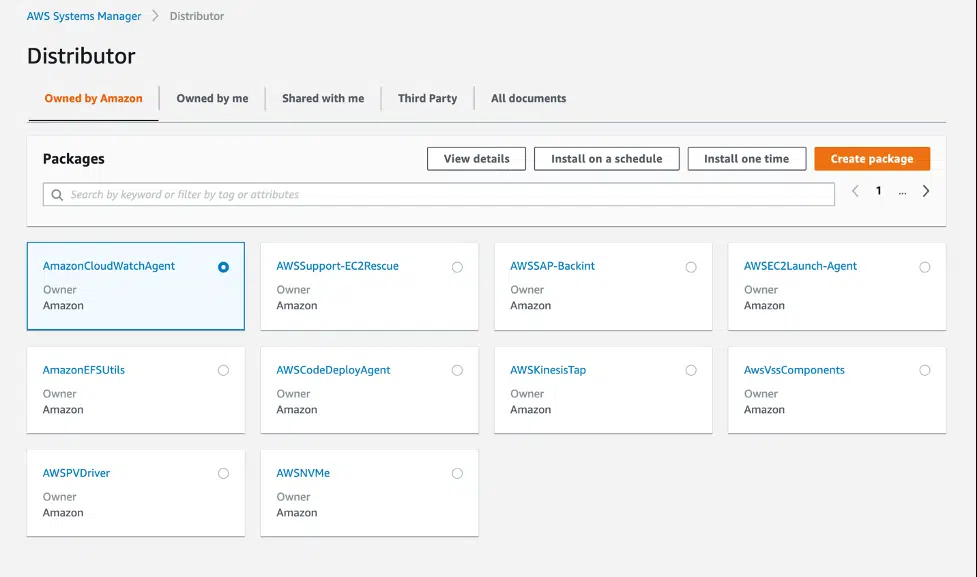 AWS Systems Manager > Distributor
Distributor
Owned by Amazon
Owned by me
Shared with me
Third Party
All documents
Packages
View details
Install on a schedule
Install one time
Create package
Search by keyword or filter by tag or attributes
1 ...
AmazonCloudWatchAgent
Owner
Amazon
AWSSupport-EC2Rescue
Owner
Amazon
AWSSAP-Backint
Owner
Amazon
AWSEC2Launch-Agent
Owner
Amazon
AmazonEFSUtils
Owner
Amazon
AWSCodeDeployAgent
Owner
Amazon
AWSKinesisTap
Owner
Amazon
AwsVssComponents
Owner
Amazon
AWSPVDriver
Owner
Amazon
AWSNVMe
Owner
Amazon